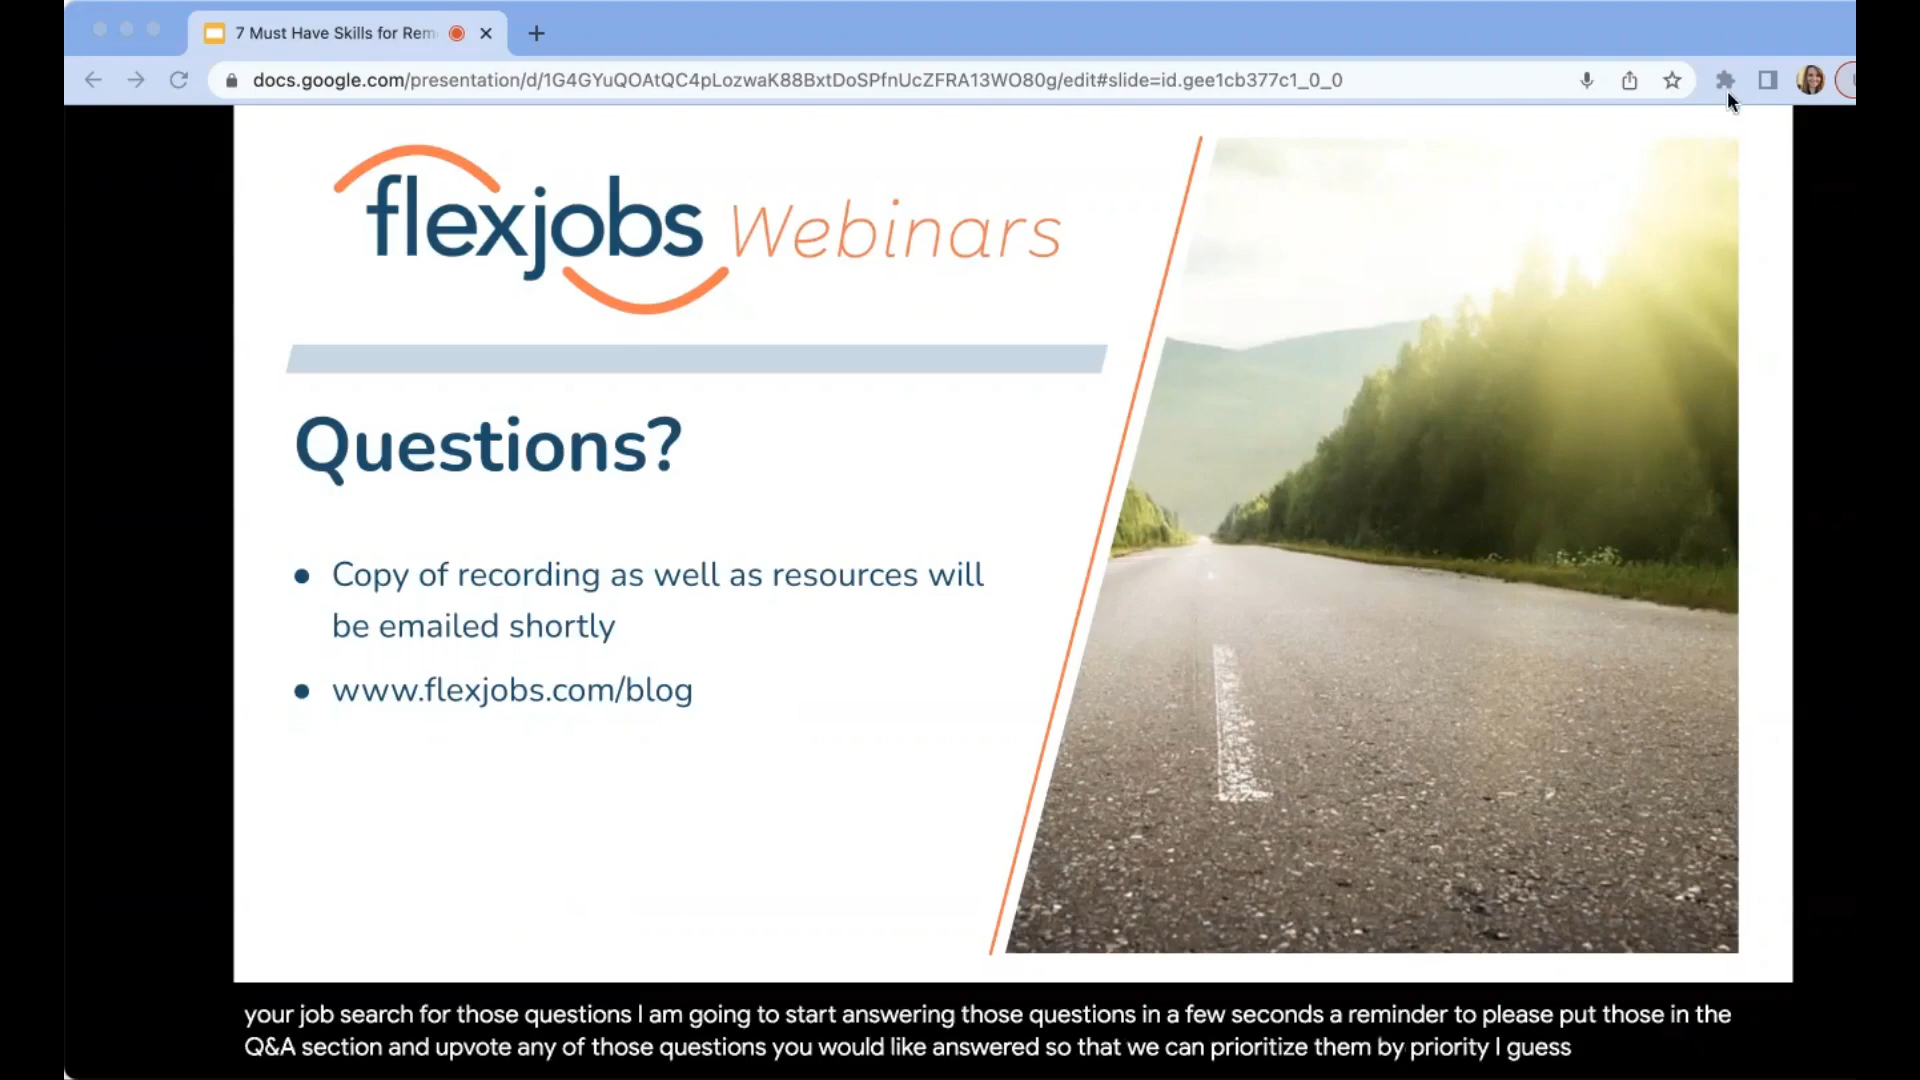 7 Must Have Skills for Rem
docs.google.com/presentation/d/1G4GYuQOAtQC4pLozwaK88BxtDoSPfnUcZFRA13WO80g/edit#slide=id.gee1cb377c1_0_0
flexjobs Webinars
Questions?
● Copy of recording as well as resources will
be emailed shortly
● www.flexjobs.com/blog
your job search for those questions I am going to start answering those questions in a few seconds a reminder to please put those in the
Q&A section and upvote any of those questions you would like answered so that we can prioritize them by priority I guess